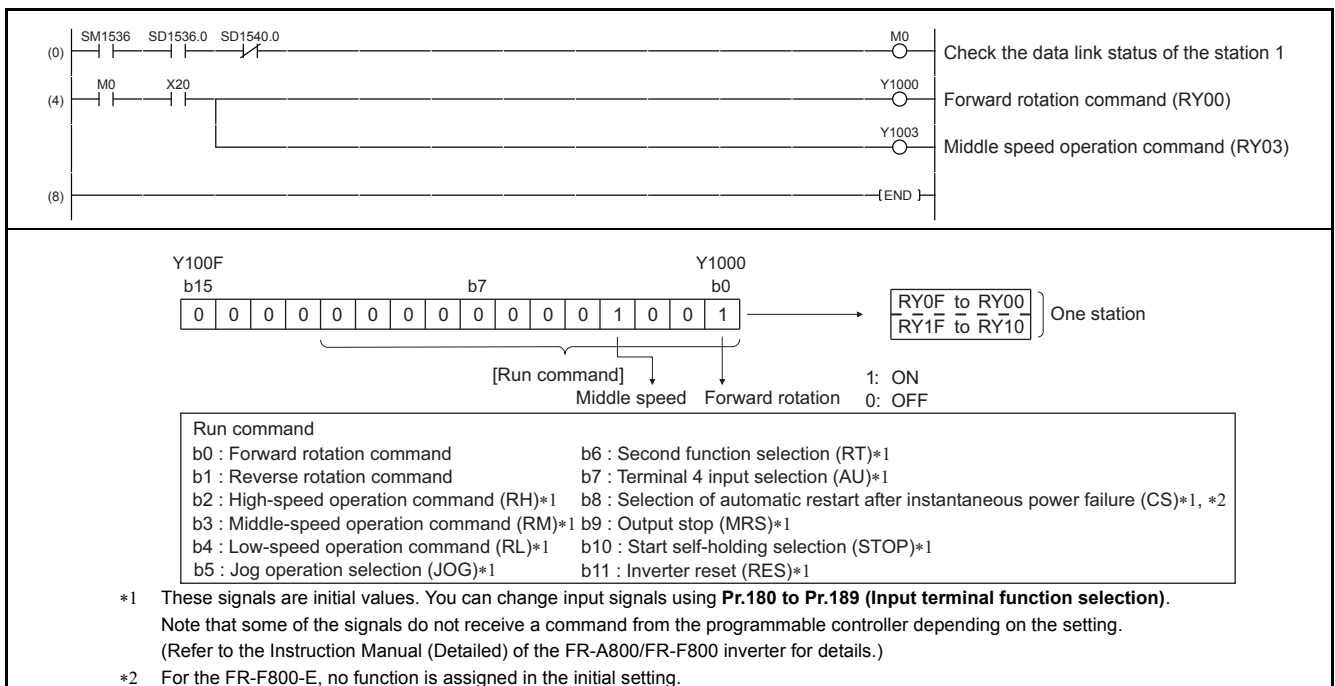 SM1536 SD1536.0 SD1540.0 M0
(0) Check the data link status of the station 1
M0 X20 Y1000
(4) Forward rotation command (RY00)
Y1003
Middle speed operation command (RY03)
(8) END
Y100F Y1000
b15 b7 b0
0 0 0 0 0 0 0 0 0 0 0 0 1 0 0 1
RY0F to RY00
RY1F to RY10
One station
[Run command]
Middle speed Forward rotation
1: ON
0: OFF
Run command
b0 : Forward rotation command b6 : Second function selection (RT)*1
b1 : Reverse rotation command b7 : Terminal 4 input selection (AU)*1
b2 : High-speed operation command (RH)*1 b8 : Selection of automatic restart after instantaneous power failure (CS)*1, *2
b3 : Middle-speed operation command (RM)*1 b9 : Output stop (MRS)*1
b4 : Low-speed operation command (RL)*1 b10 : Start self-holding selection (STOP)*1
b5 : Jog operation selection (JOG)*1 b11 : Inverter reset (RES)*1
*1 These signals are initial values. You can change input signals using Pr.180 to Pr.189 (Input terminal function selection).
Note that some of the signals do not receive a command from the programmable controller depending on the setting.
(Refer to the Instruction Manual (Detailed) of the FR-A800/FR-F800 inverter for details.)
*2 For the FR-F800-E, no function is assigned in the initial setting.